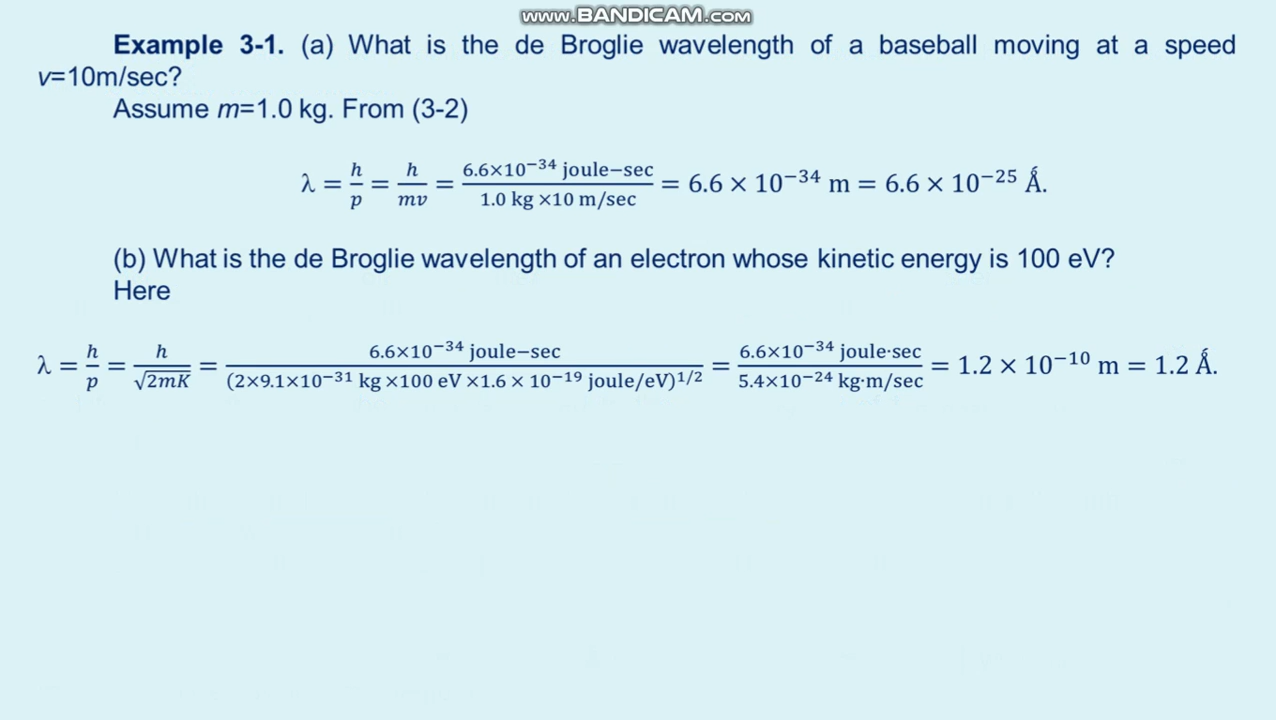 www.BANDICAM.com
Example 3-1. (a) What is the de Broglie wavelength of a baseball moving at a speed
v=10m/sec?
Assume m=1.0 kg. From (3-2)
λ = h/p = h/mv = 6.6×10⁻³⁴ joule−sec / 1.0 kg ×10 m/sec = 6.6 × 10⁻³⁴ m = 6.6 × 10⁻²⁵ Ǻ.
(b) What is the de Broglie wavelength of an electron whose kinetic energy is 100 eV?
Here
λ = h/p = h/√2mK = 6.6×10⁻³⁴ joule−sec / (2×9.1×10⁻³¹ kg ×100 eV ×1.6 × 10⁻¹⁹ joule/eV)^1/2 = 6.6×10⁻³⁴ joule·sec / 5.4×10⁻²⁴ kg·m/sec = 1.2 × 10⁻¹⁰ m = 1.2 Ǻ.